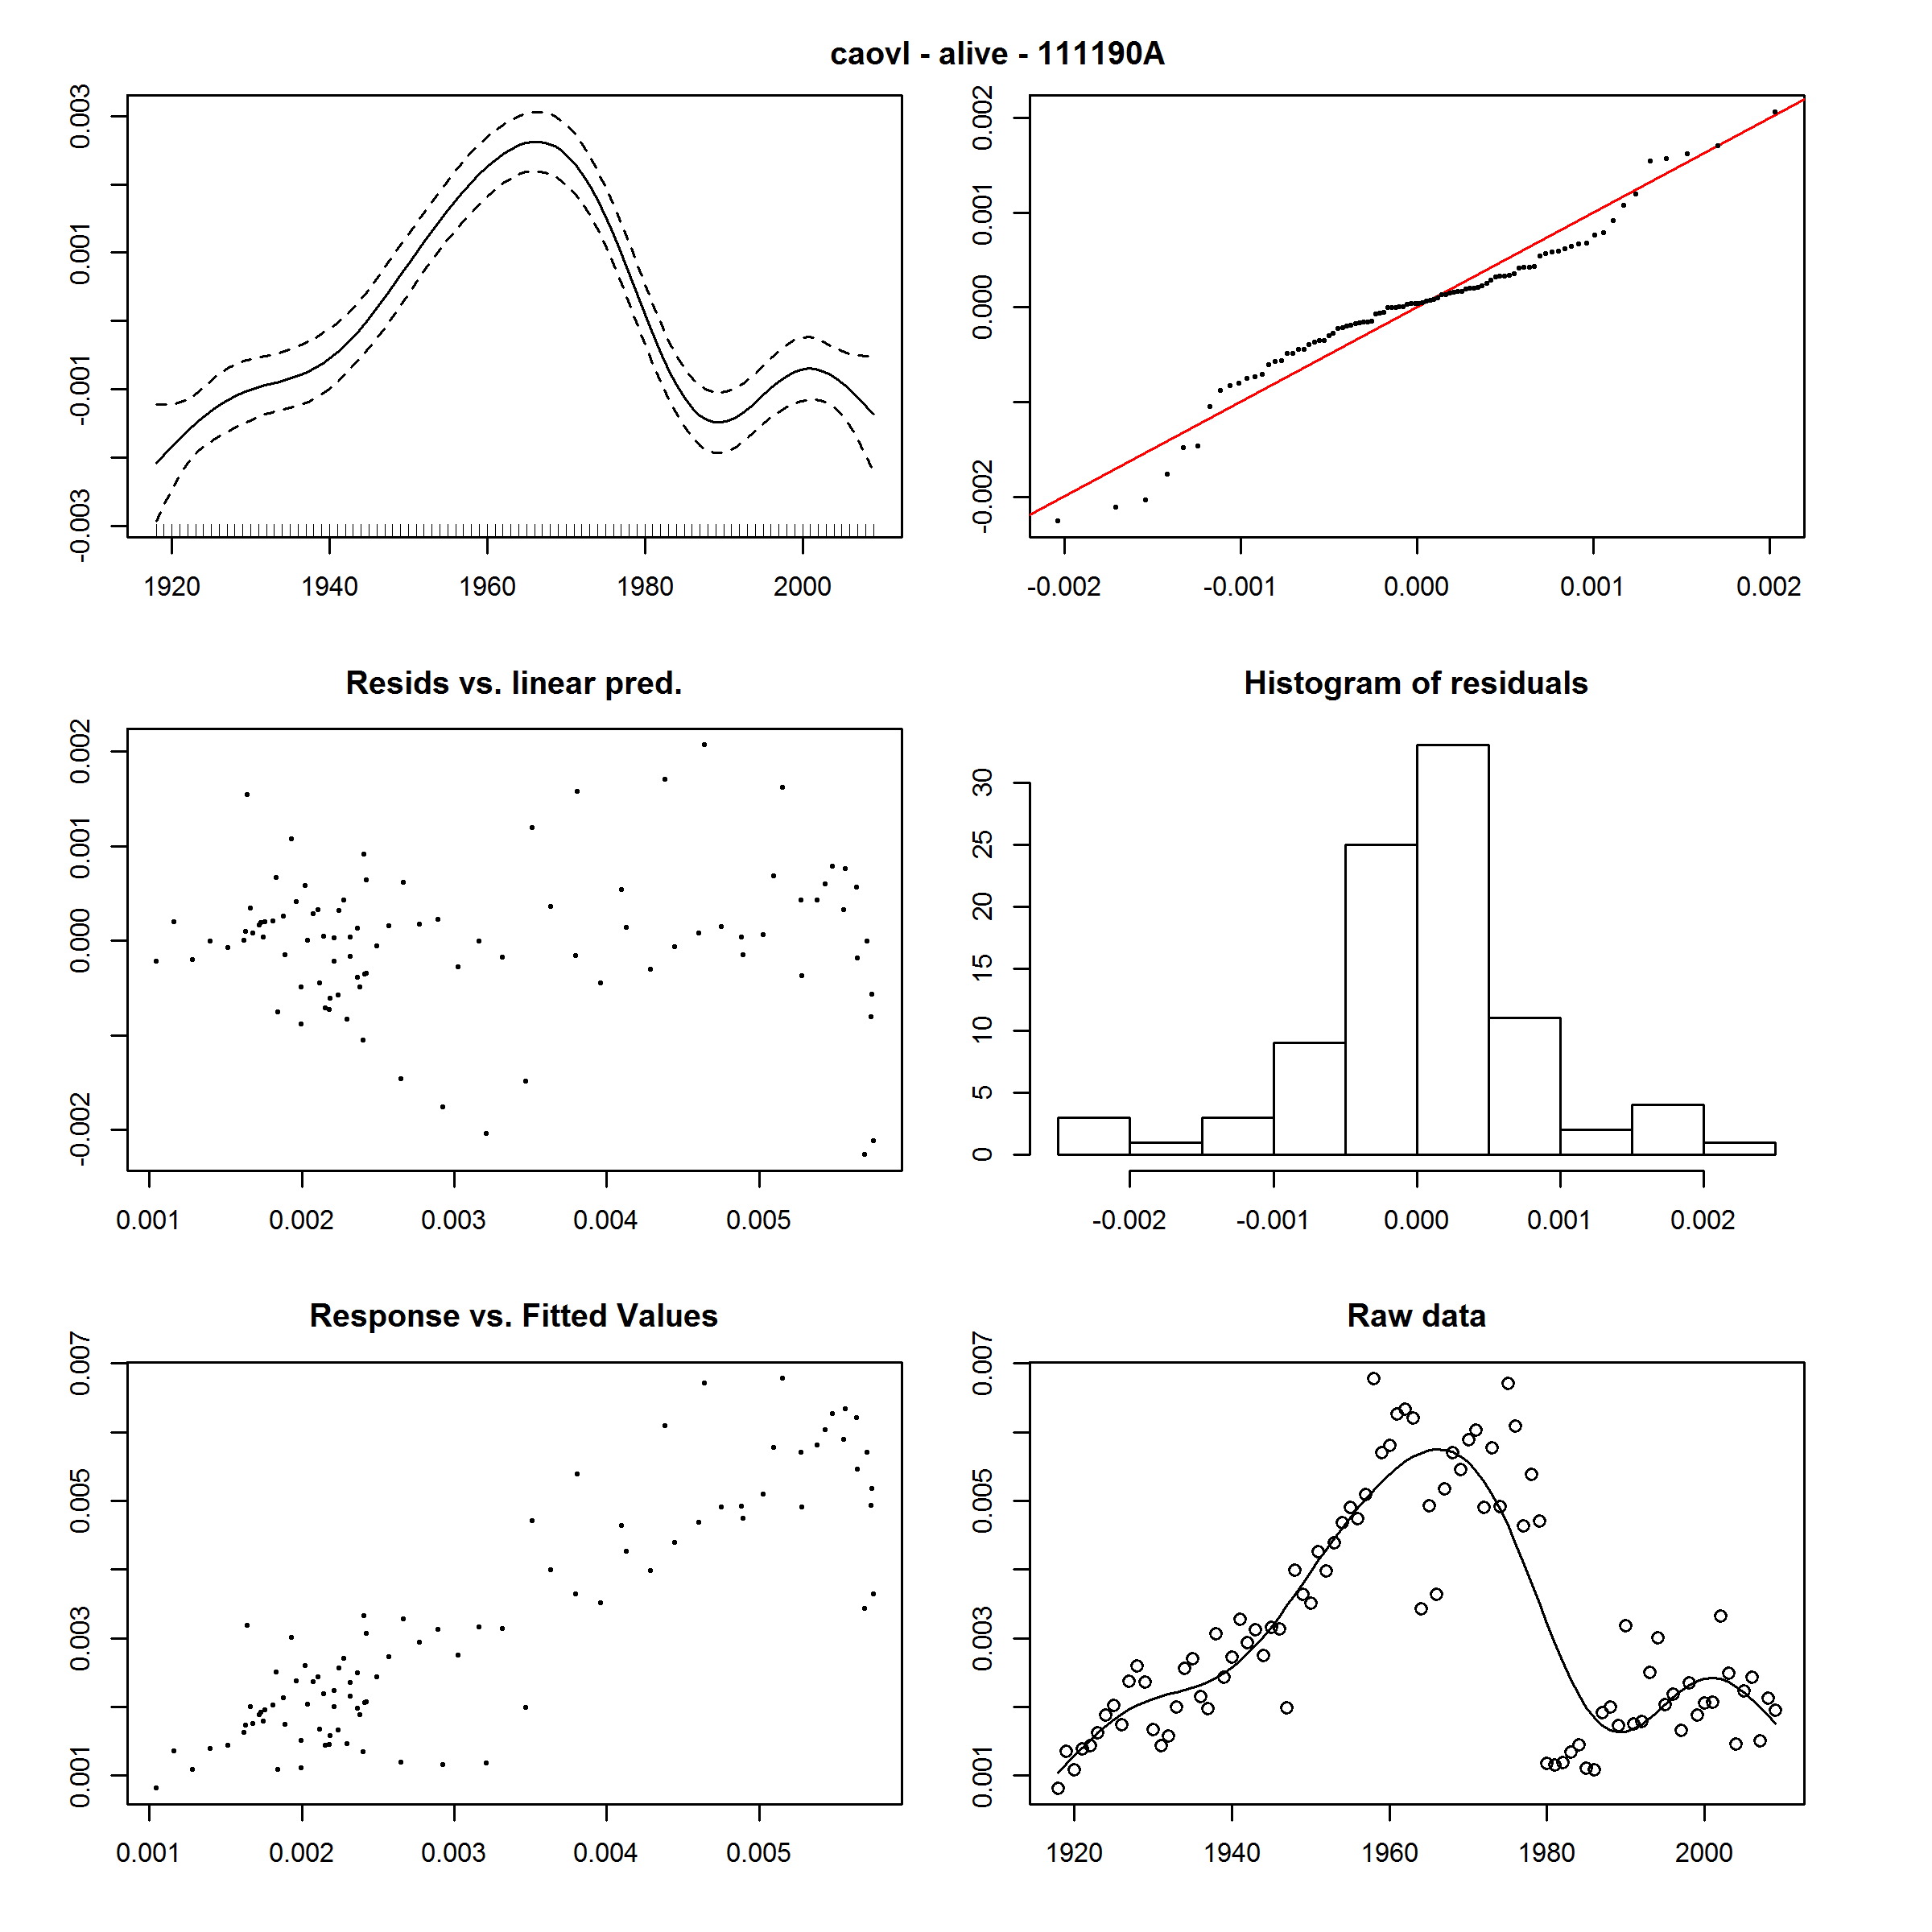 caovl - alive - 111190A
0.003
0.001
-0.001
-0.003
1920 1940 1960 1980 2000
0.002
0.001
0.000
-0.002
-0.002 -0.001 0.000 0.001 0.002
Resids vs. linear pred.
0.002
0.001
0.000
-0.002
0.001 0.002 0.003 0.004 0.005
Histogram of residuals
30
25
20
15
10
5
0
-0.002 -0.001 0.000 0.001 0.002
Response vs. Fitted Values
0.007
0.005
0.003
0.001
0.001 0.002 0.003 0.004 0.005
Raw data
0.007
0.005
0.003
0.001
1920 1940 1960 1980 2000